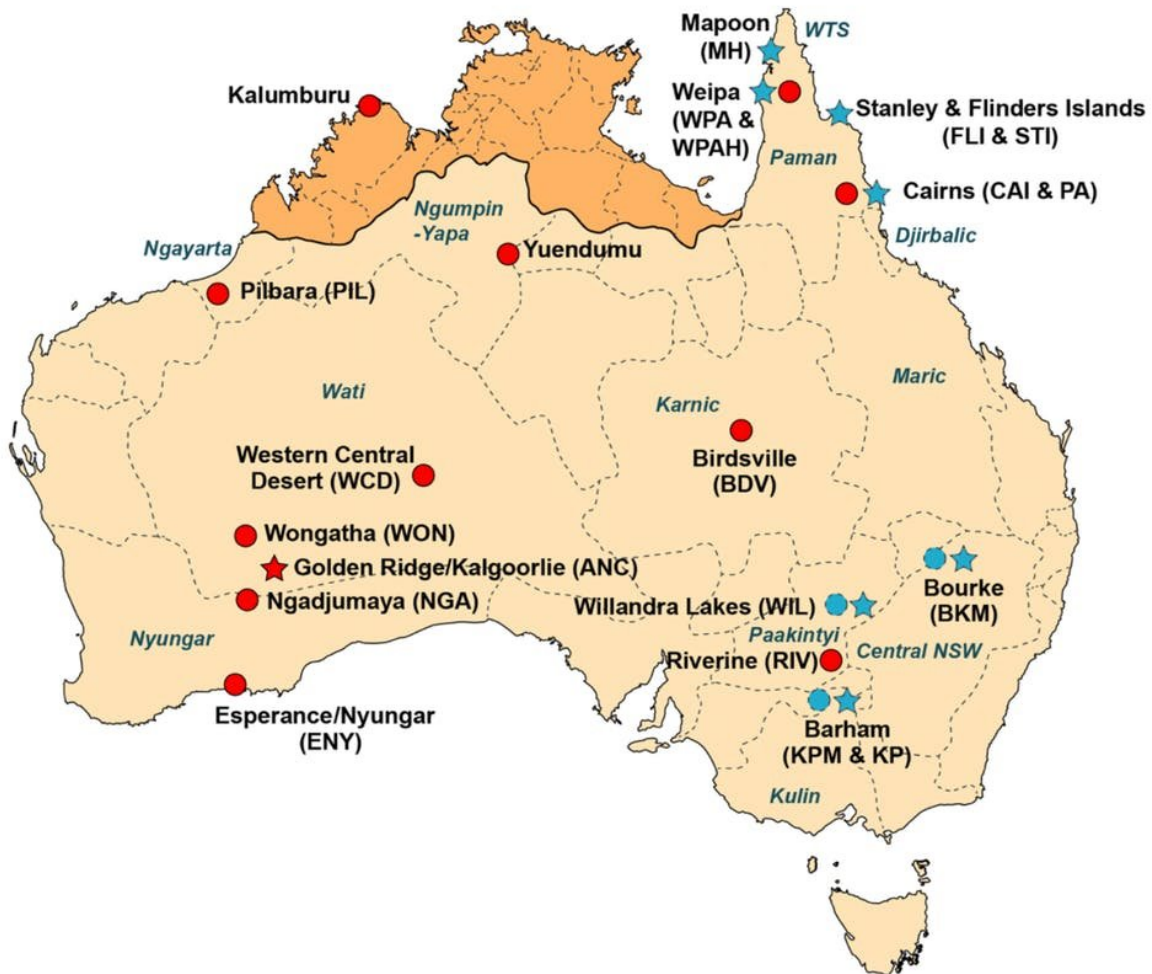 Mapoon
(MH)
WTS
Kalumburu
Weipa
(WPA &
WPAH)
Stanley & Flinders Islands
(FLI & STI)
Paman
Cairns (CAI & PA)
Ngumpin
-Yapa
Djirbalic
Ngayarta
Yuendumu
Pilbara (PIL)
Wati
Karnic
Maric
Birdsville
(BDV)
Western Central
Desert (WCD)
Wongatha (WON)
Golden Ridge/Kalgoorlie (ANC)
Ngadjumaya (NGA)
Bourke
(BKM)
Willandra Lakes (WIL)
Nyungar
Paakintyi
Central NSW
Riverine (RIV)
Esperance/Nyungar
(ENY)
Barham
(KPM & KP)
Kulin